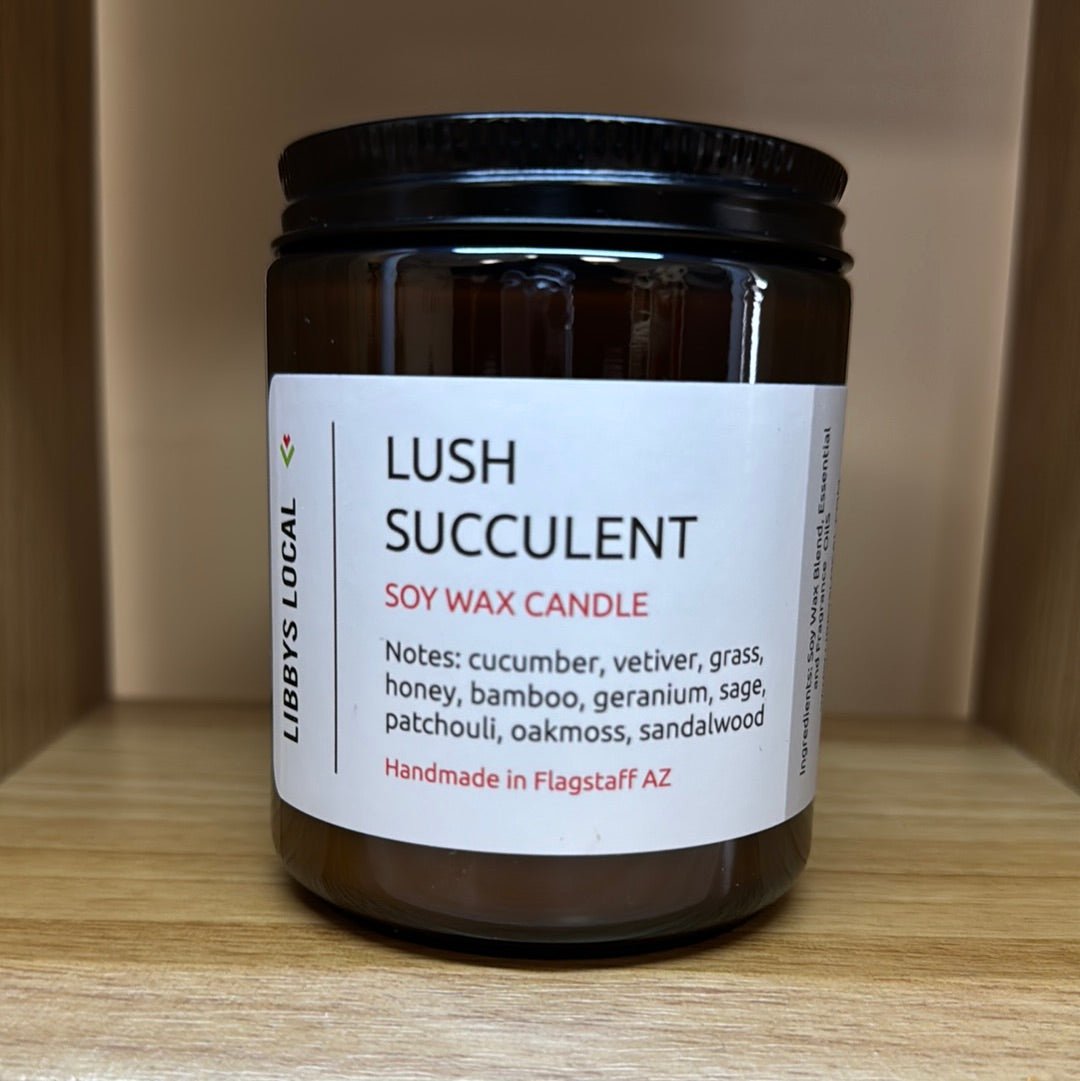 LIBBYS LOCAL
LUSH
SUCCULENT
SOY WAX CANDLE
Notes: cucumber, vetiver, grass,
honey, bamboo, geranium, sage,
patchouli, oakmoss, sandalwood
Handmade in Flagstaff AZ
Ingredients: Soy Wax Blend, Essential
and Fragrance Oils